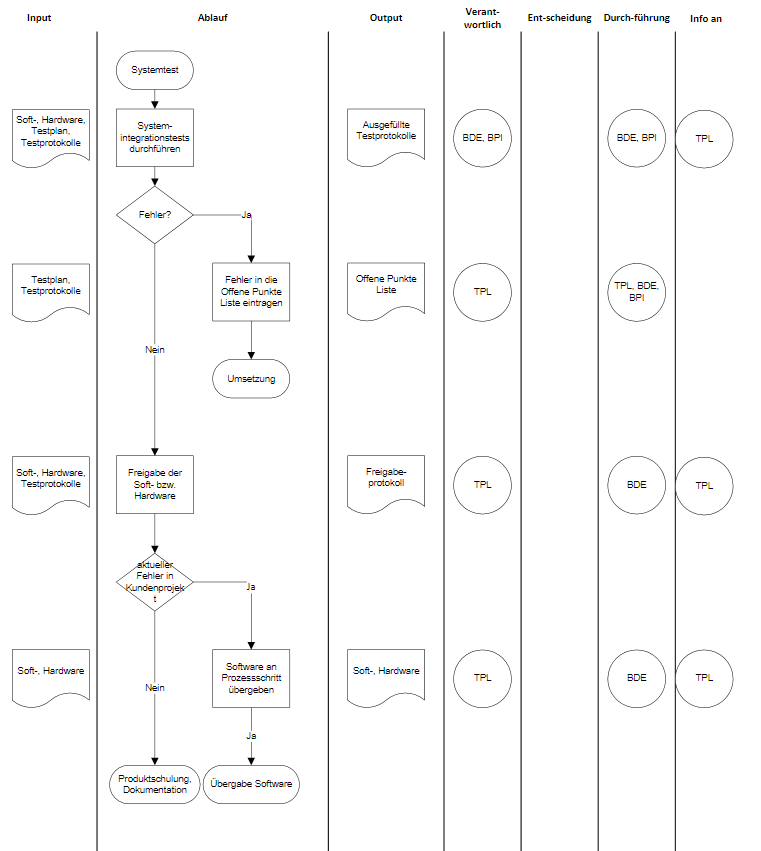 Input
Ablauf
Output
Verant-
wortlich
Ent-scheidung
Durch-führung
Info an
Systemtest
Soft-, Hardware,
Testplan,
Testprotokolle
System-
integrationstests
durchführen
Ausgefüllte
Testprotokolle
BDE, BPI
BDE, BPI
TPL
Fehler?
Ja
Testplan,
Testprotokolle
Fehler in die
Offene Punkte
Liste eintragen
Offene Punkte
Liste
TPL
TPL, BDE,
BPI
Nein
Umsetzung
Soft-, Hardware,
Testprotokolle
Freigabe der
Soft- bzw.
Hardware
Freigabe-
protokoll
TPL
BDE
TPL
aktueller
Fehler in
Kundenprojek
t
Ja
Soft-, Hardware
Software an
Prozessschritt
übergeben
Soft-, Hardware
TPL
BDE
TPL
Nein
Ja
Produktschulung,
Dokumentation
Übergabe Software